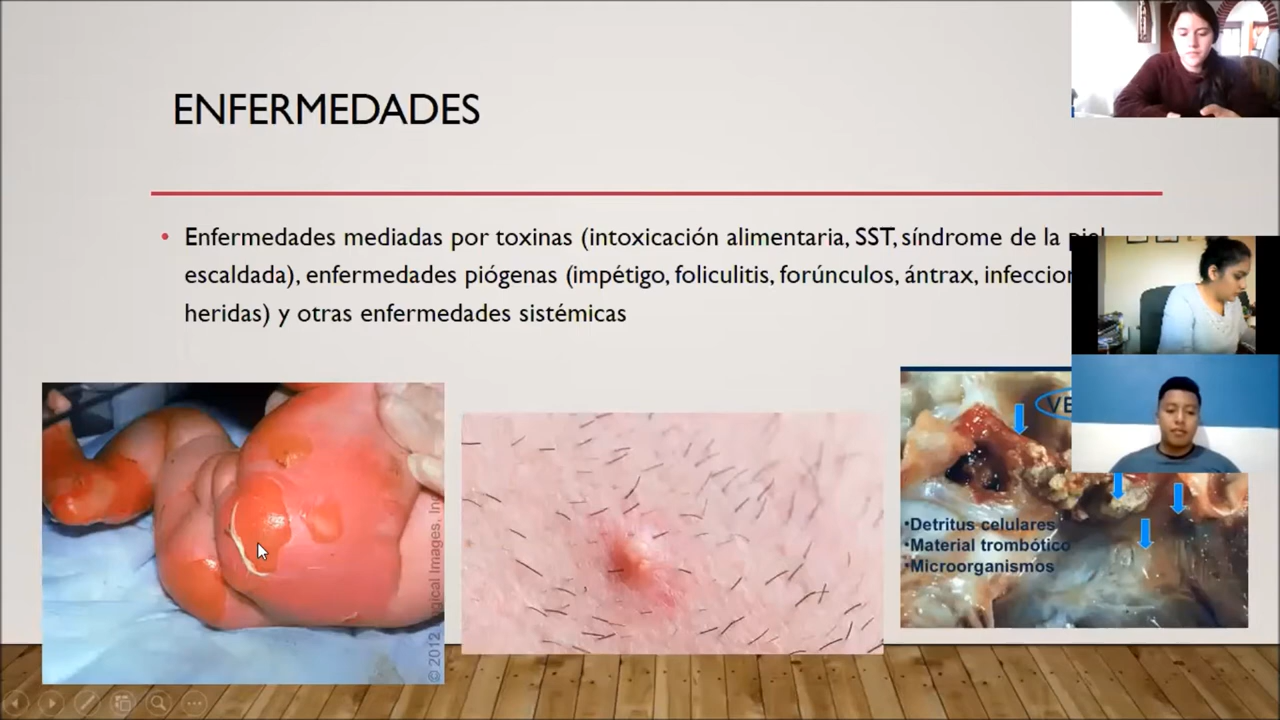 ENFERMEDADES
• Enfermedades mediadas por toxinas (intoxicación alimentaria, SST, síndrome de la piel
escaldada), enfermedades piógenas (impétigo, foliculitis, forúnculos, ántrax,
heridas) y otras enfermedades sistémicas
•Detritus celulares
•Material trombótico
•Microorganismos